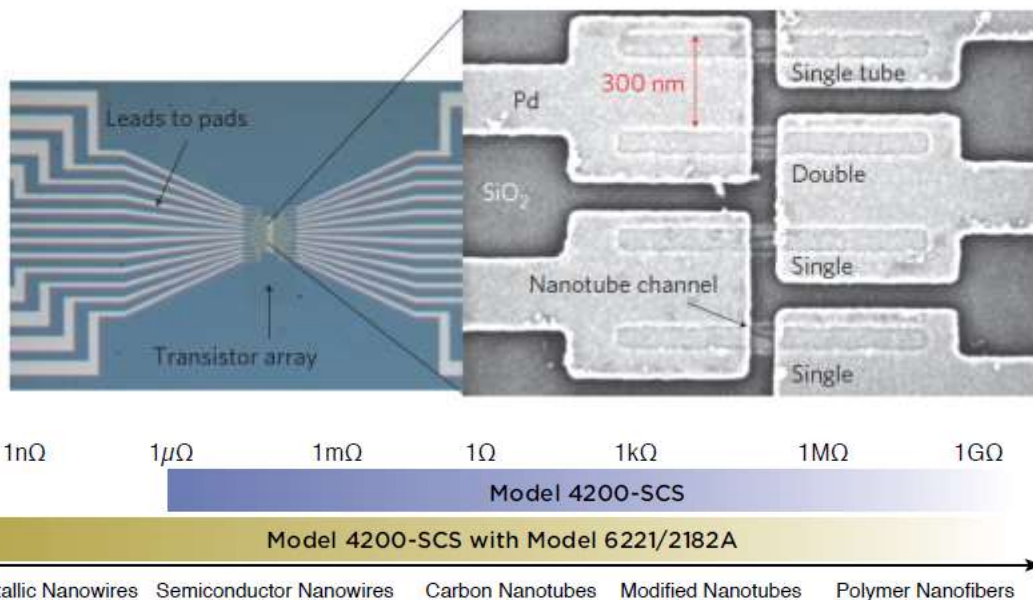 Leads to pads
Transistor array
Pd
300 nm
Single tube
SiO₂
Double
Single
Nanotube channel
Single
1nΩ 1μΩ 1mΩ 1Ω 1kΩ 1MΩ 1GΩ
Model 4200-SCS
Model 4200-SCS with Model 6221/2182A
tallic Nanowires Semiconductor Nanowires Carbon Nanotubes Modified Nanotubes Polymer Nanofibers